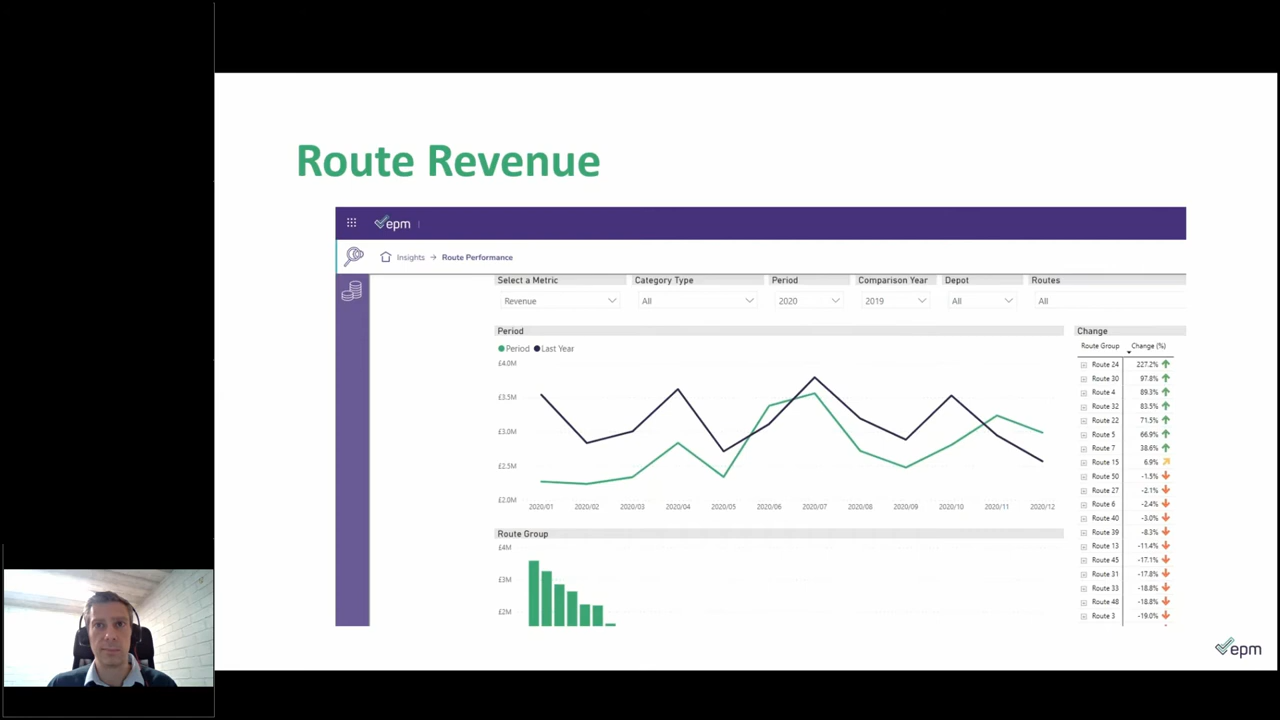 Route Revenue
epm
Insights → Route Performance
Select a Metric Category Type Period Comparison Year Depot Routes
Revenue All 2020 2019 All All
Period
Period Last Year
£4.0M
£3.5M
£3.0M
£2.5M
£2.0M
2020/01 2020/02 2020/03 2020/04 2020/05 2020/06 2020/07 2020/08 2020/09 2020/10 2020/11 2020/12
Route Group
£4M
£3M
£2M
Change
Route Group Change (%)
Route 24 227.2%
Route 30 97.8%
Route 4 89.3%
Route 32 83.5%
Route 22 71.5%
Route 5 66.9%
Route 7 38.6%
Route 15 6.9%
Route 50 -1.5%
Route 27 -2.1%
Route 6 -2.4%
Route 40 -3.0%
Route 39 -8.3%
Route 13 -11.4%
Route 45 -17.1%
Route 31 -17.8%
Route 33 -18.8%
Route 48 -18.8%
Route 3 -19.0%
epm